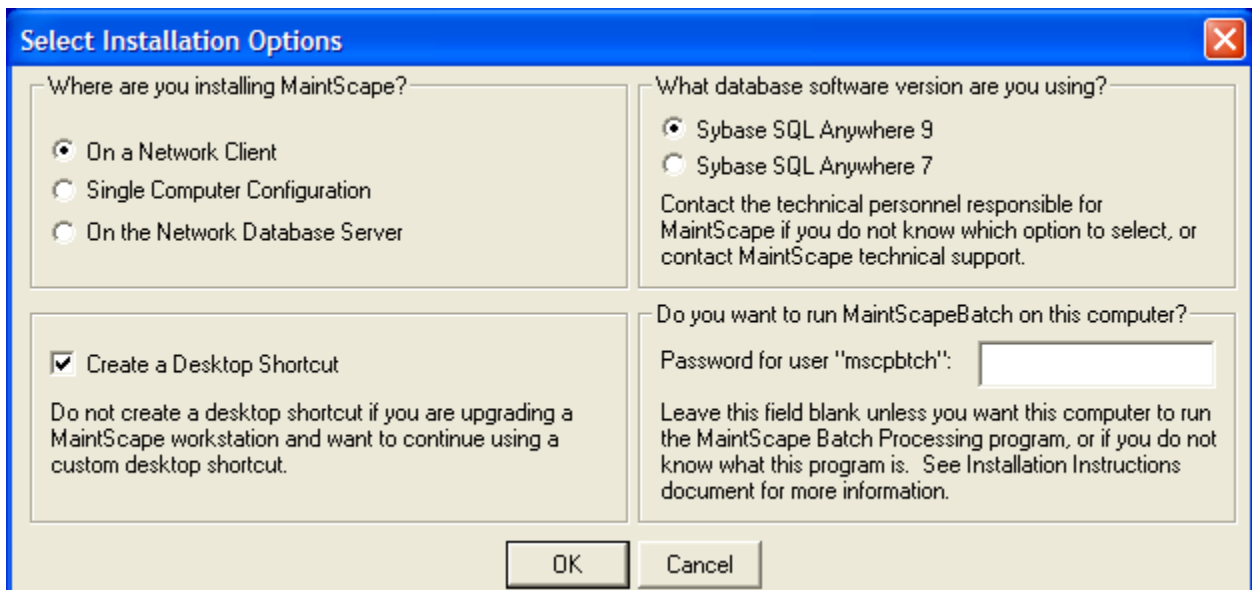 Select Installation Options
Where are you installing MaintScape?
On a Network Client
Single Computer Configuration
On the Network Database Server
What database software version are you using?
Sybase SQL Anywhere 9
Sybase SQL Anywhere 7
Contact the technical personnel responsible for
MaintScape if you do not know which option to select, or
contact MaintScape technical support.
Create a Desktop Shortcut
Do not create a desktop shortcut if you are upgrading a
MaintScape workstation and want to continue using a
custom desktop shortcut.
Do you want to run MaintScapeBatch on this computer?
Password for user "mscpbtch":
Leave this field blank unless you want this computer to run
the MaintScape Batch Processing program, or if you do not
know what this program is.  See Installation Instructions
document for more information.
OK
Cancel